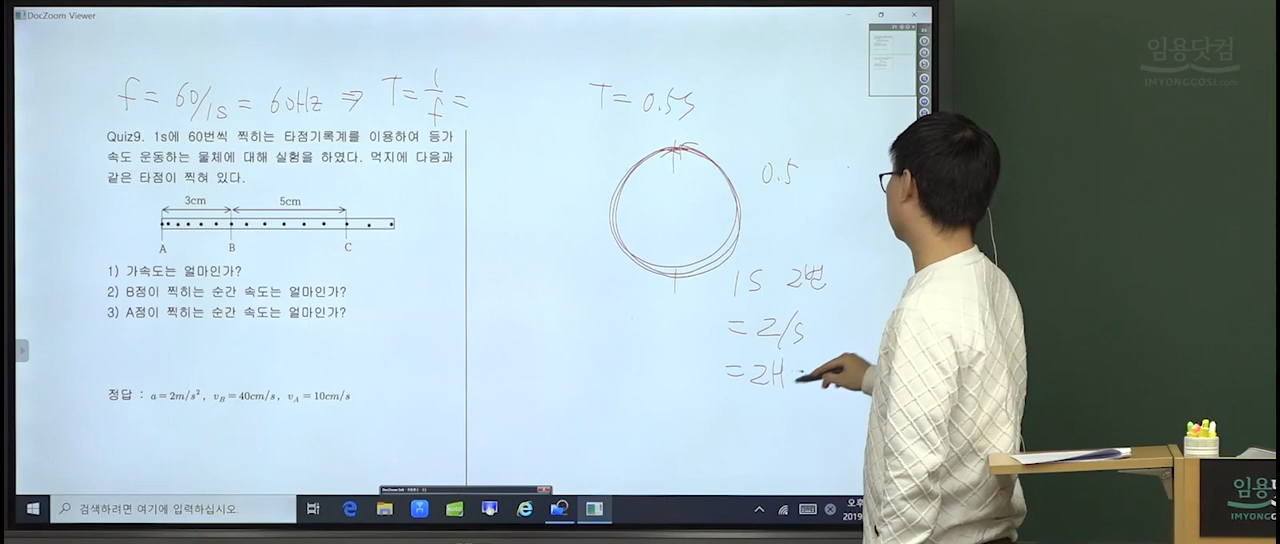 DocZoom Viewer
f = 60/1s = 60Hz ⇒ T = 1/f =
Quiz9. 1s에 60번씩 찍히는 타점기록계를 이용하여 등가
속도 운동하는 물체에 대해 실험을 하였다. 먹지에 다음과
같은 타점이 찍혀 있다.
3cm 5cm
A B C
1) 가속도는 얼마인가?
2) B점이 찍히는 순간 속도는 얼마인가?
3) A점이 찍히는 순간 속도는 얼마인가?
정답 : a = 2m/s², v_B = 40cm/s, v_A = 10cm/s
T = 0.5s
0.5
1s 2번
= 2/s
= 2H
검색하려면 여기에 입력하십시오.
오후
2019
임용닷컴
IMYONGGOSI.com
임용
IMYONGG